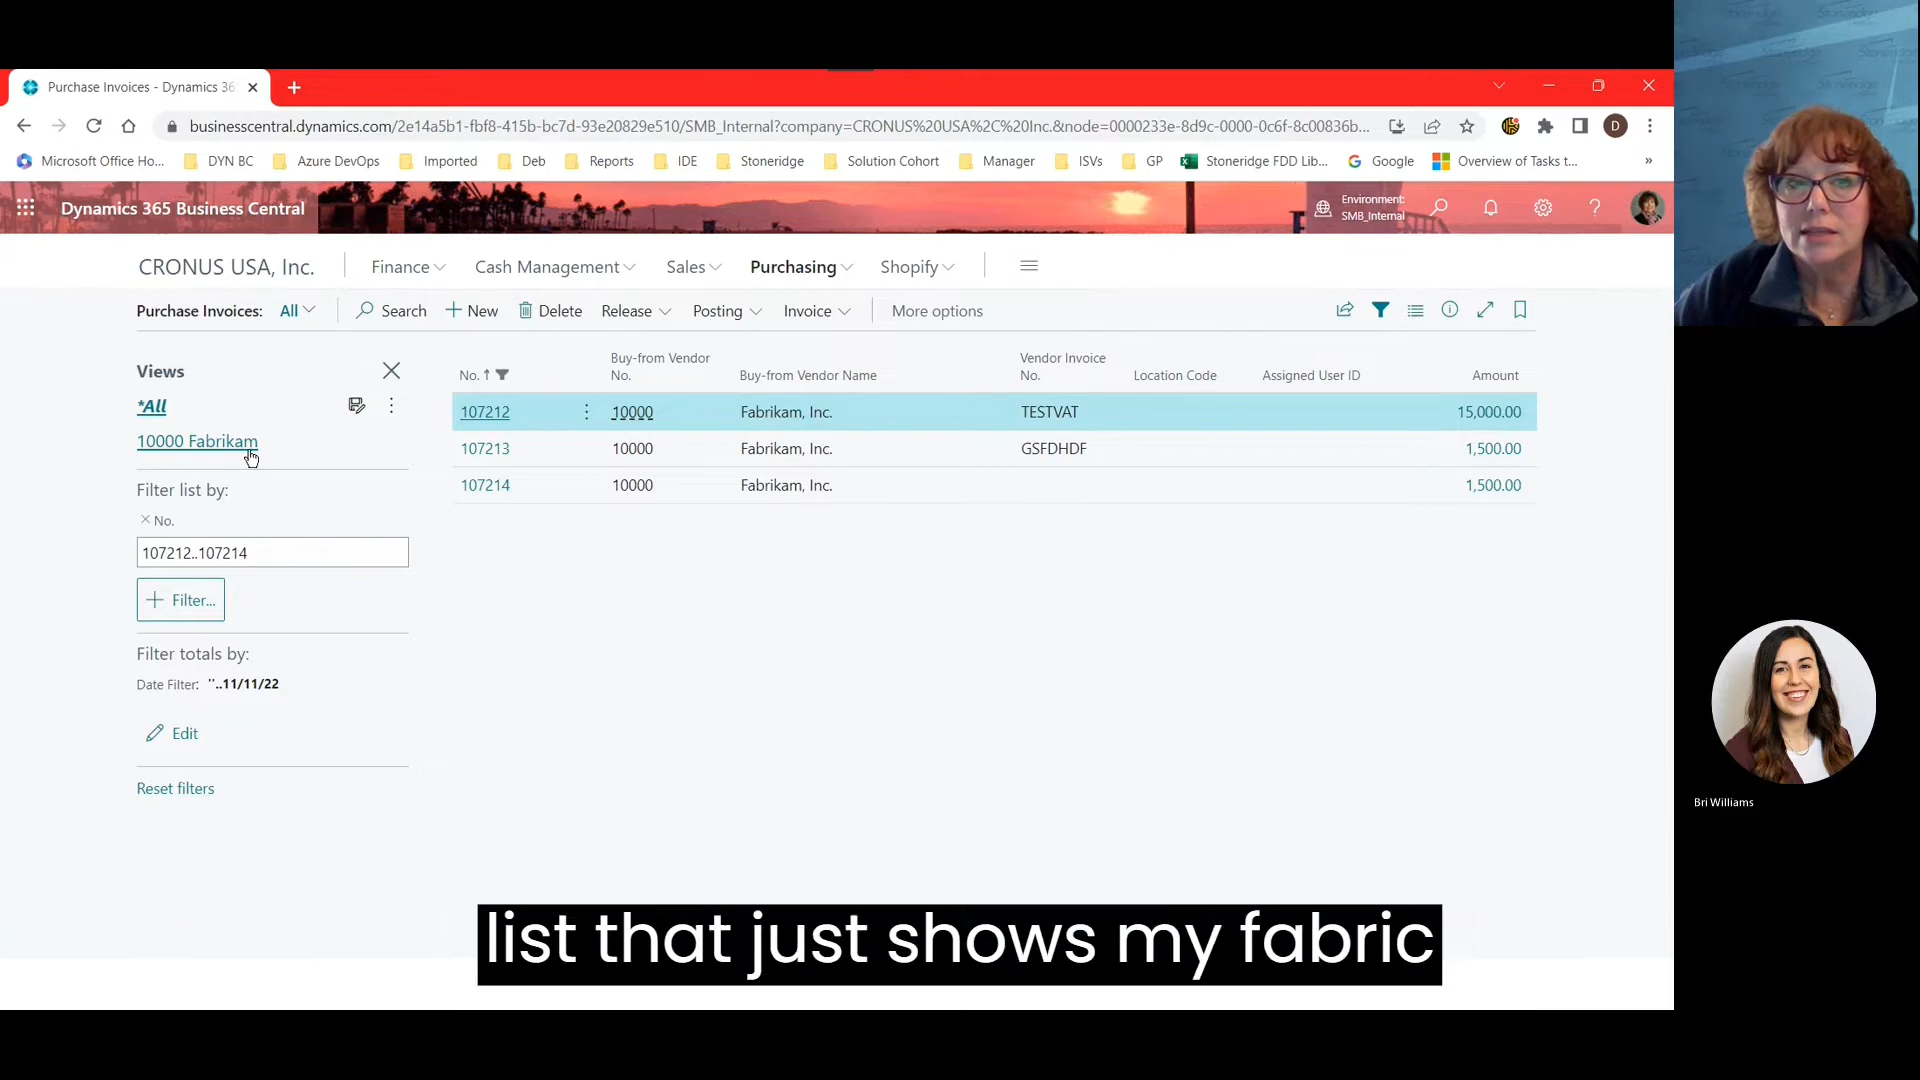 Purchase Invoices - Dynamics 36
businesscentral.dynamics.com/2e14a5b1-fbf8-415b-bc7d-93e20829e510/SMB_Internal?company=CRONUS%20USA%2C%20Inc.&node=0000233e-8d9c-0000-0c6f-8c00836b...
D
Microsoft Office Ho... DYN BC Azure DevOps Imported Deb Reports IDE Stoneridge Solution Cohort Manager ISVs GP Stoneridge FDD Lib... Google Overview of Tasks t... »
Dynamics 365 Business Central
Environment:
SMB_Internal
CRONUS USA, Inc. Finance Cash Management Sales Purchasing Shopify
Purchase Invoices: All Search + New Delete Release Posting Invoice More options
Views
*All
10000 Fabrikam
Filter list by:
× No.
107212..107214
+ Filter...
Filter totals by:
Date Filter: ''..11/11/22
Edit
Reset filters
No. ↑ Buy-from Vendor No. Buy-from Vendor Name Vendor Invoice No. Location Code Assigned User ID Amount
107212 10000 Fabrikam, Inc. TESTVAT 15,000.00
107213 10000 Fabrikam, Inc. GSFDHDF 1,500.00
107214 10000 Fabrikam, Inc. 1,500.00
Bri Williams
list that just shows my fabric